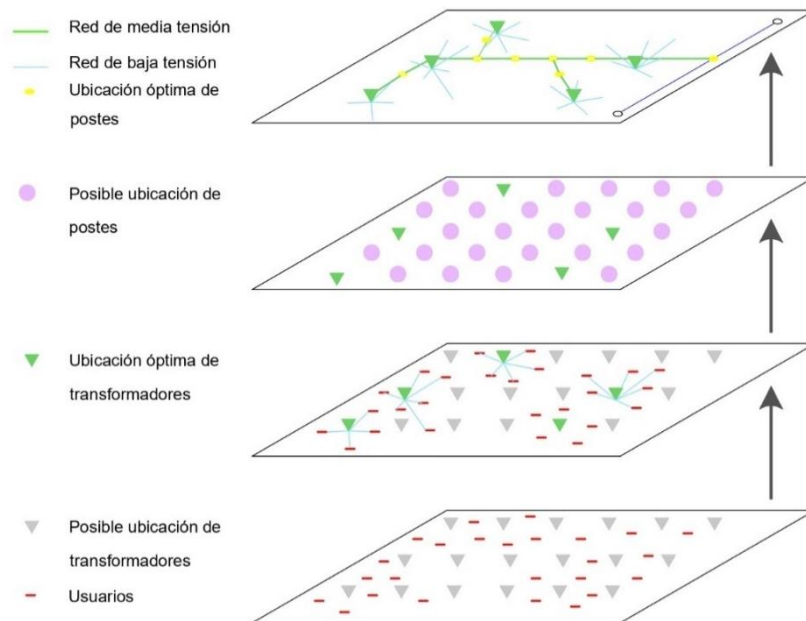 Red de media tensión
Red de baja tensión
Ubicación óptima de
postes
Posible ubicación de
postes
Ubicación óptima de
transformadores
Posible ubicación de
transformadores
Usuarios